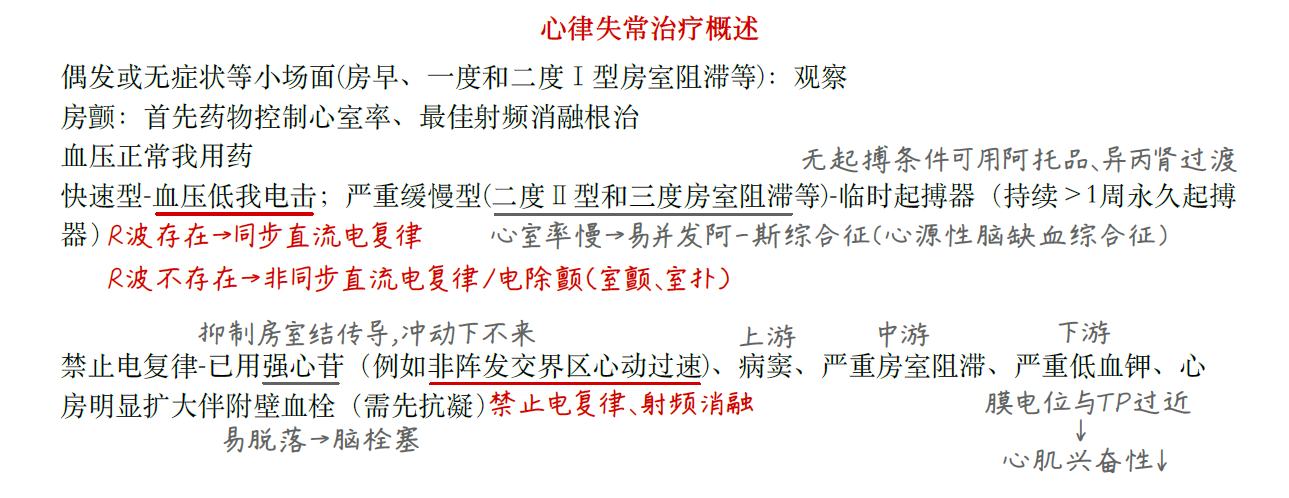 心律失常治疗概述
偶发或无症状等小场面(房早、一度和二度Ⅰ型房室阻滞等)：观察
房颤：首先药物控制心室率、最佳射频消融根治
血压正常我用药
无起搏条件可用阿托品、异丙肾过渡
快速型-血压低我电击；严重缓慢型(二度Ⅱ型和三度房室阻滞等)-临时起搏器（持续>1周永久起搏
器）R波存在→同步直流电复律 心室率慢→易并发阿-斯综合征(心源性脑缺血综合征)
R波不存在→非同步直流电复律/电除颤(室颤、室扑)
抑制房室结传导,冲动下不来 上游 中游 下游
禁止电复律-已用强心苷（例如非阵发交界区心动过速)、病窦、严重房室阻滞、严重低血钾、心
房明显扩大伴附壁血栓（需先抗凝)禁止电复律、射频消融 膜电位与TP过近
易脱落→脑栓塞 ↓
心肌兴奋性↓